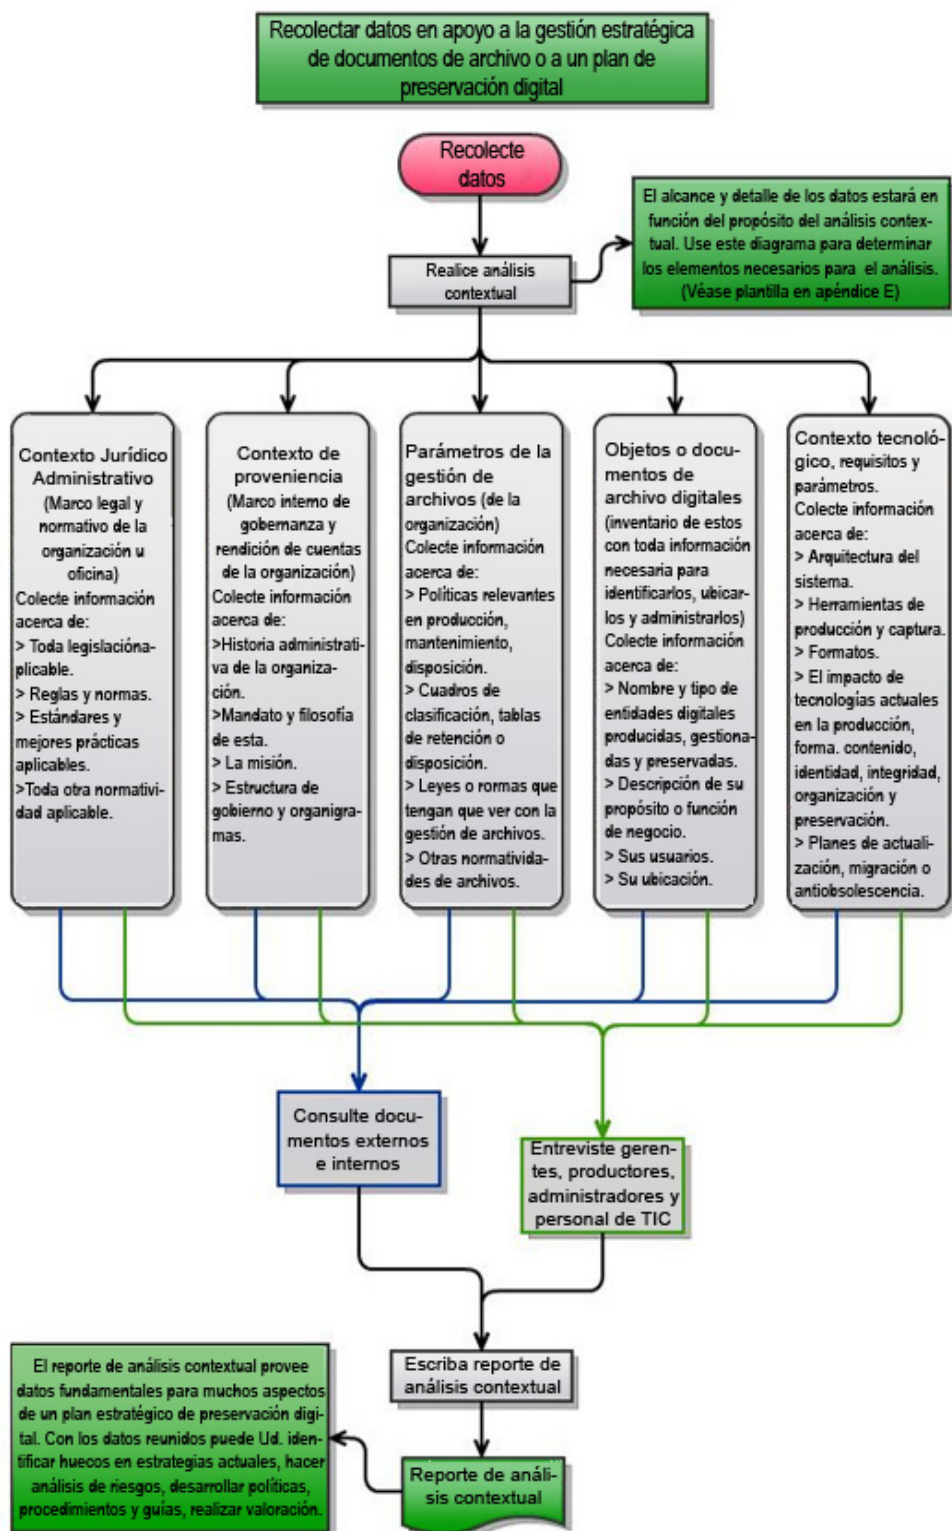 Recolectar datos en apoyo a la gestión estratégica
de documentos de archivo o a un plan de
preservación digital
Recolecte
datos
El alcance y detalle de los datos estará en
función del propósito del análisis contex-
tual. Use este diagrama para determinar
los elementos necesarios para el análisis.
(Véase plantilla en apéndice E)
Realice análisis
contextual
Contexto Jurídico
Administrativo
(Marco legal y
normativo de la
organización u
oficina)
Colecte información
acerca de:
> Toda legislacióna-
plicable.
> Reglas y normas.
> Estándares y
mejores prácticas
aplicables.
>Toda otra normativi-
dad aplicable.
Contexto de
proveniencia
(Marco interno de
gobernanza y
rendición de cuentas
de la organización)
Colecte información
acerca de:
>Historia administrat-
iva de la organiza-
ción.
>Mandato y filosofía
de esta.
> La misión.
> Estructura de
gobierno y organigra-
mas.
Parámetros de la
gestión de
archivos (de la
organización)
Colecte información
acerca de:
> Políticas relevantes
en producción,
mantenimiento,
disposición.
> Cuadros de
clasificación, tablas
de retención o
disposición.
> Leyes o rormas que
tengan que ver con la
gestión de archivos.
> Otras normativida-
des de archivos.
Objetos o docu-
mentos de
archivo digitales
(inventario de estos
con toda información
necesaria para
identificarlos, ubicar-
los y administrarlos)
Colecte información
acerca de:
> Nombre y tipo de
entidades digitales
producidas, gestiona-
das y preservadas.
> Descripción de su
propósito o función
de negocio.
> Sus usuarios.
> Su ubicación.
Contexto tecnoló-
gico, requisitos y
parámetros.
Colecte información
acerca de:
> Arquitectura del
sistema.
> Herramientas de
producción y captura.
> Formatos.
> El impacto de
tecnologías actuales
en la producción,
forma. contenido,
identidad, integridad,
organización y
preservación.
> Planes de actuali-
zación, migración o
antiobsolescencia.
Consulte docu-
mentos externos
e internos
Entreviste geren-
tes, productores,
administradores y
personal de TIC
Escriba reporte de
análisis contextual
El reporte de análisis contextual provee
datos fundamentales para muchos aspectos
de un plan estratégico de preservación digi-
tal. Con los datos reunidos puede Ud. iden-
tificar huecos en estrategias actuales, hacer
análisis de riesgos, desarrollar políticas,
procedimientos y guías, realizar valoración.
Reporte de análi-
sis contextual